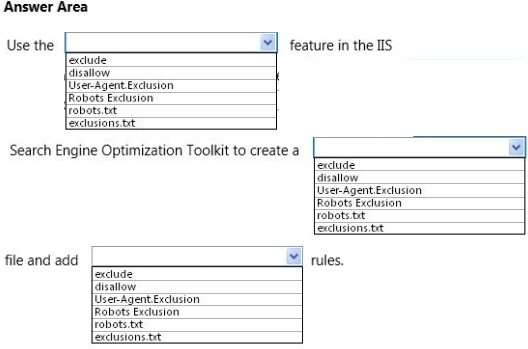 Answer Area
Use the feature in the IIS
exclude
disallow
User-Agent.Exclusion
Robots Exclusion
robots.txt
exclusions.txt
Search Engine Optimization Toolkit to create a
exclude
disallow
User-Agent.Exclusion
Robots Exclusion
robots.txt
exclusions.txt
file and add rules.
exclude
disallow
User-Agent.Exclusion
Robots Exclusion
robots.txt
exclusions.txt